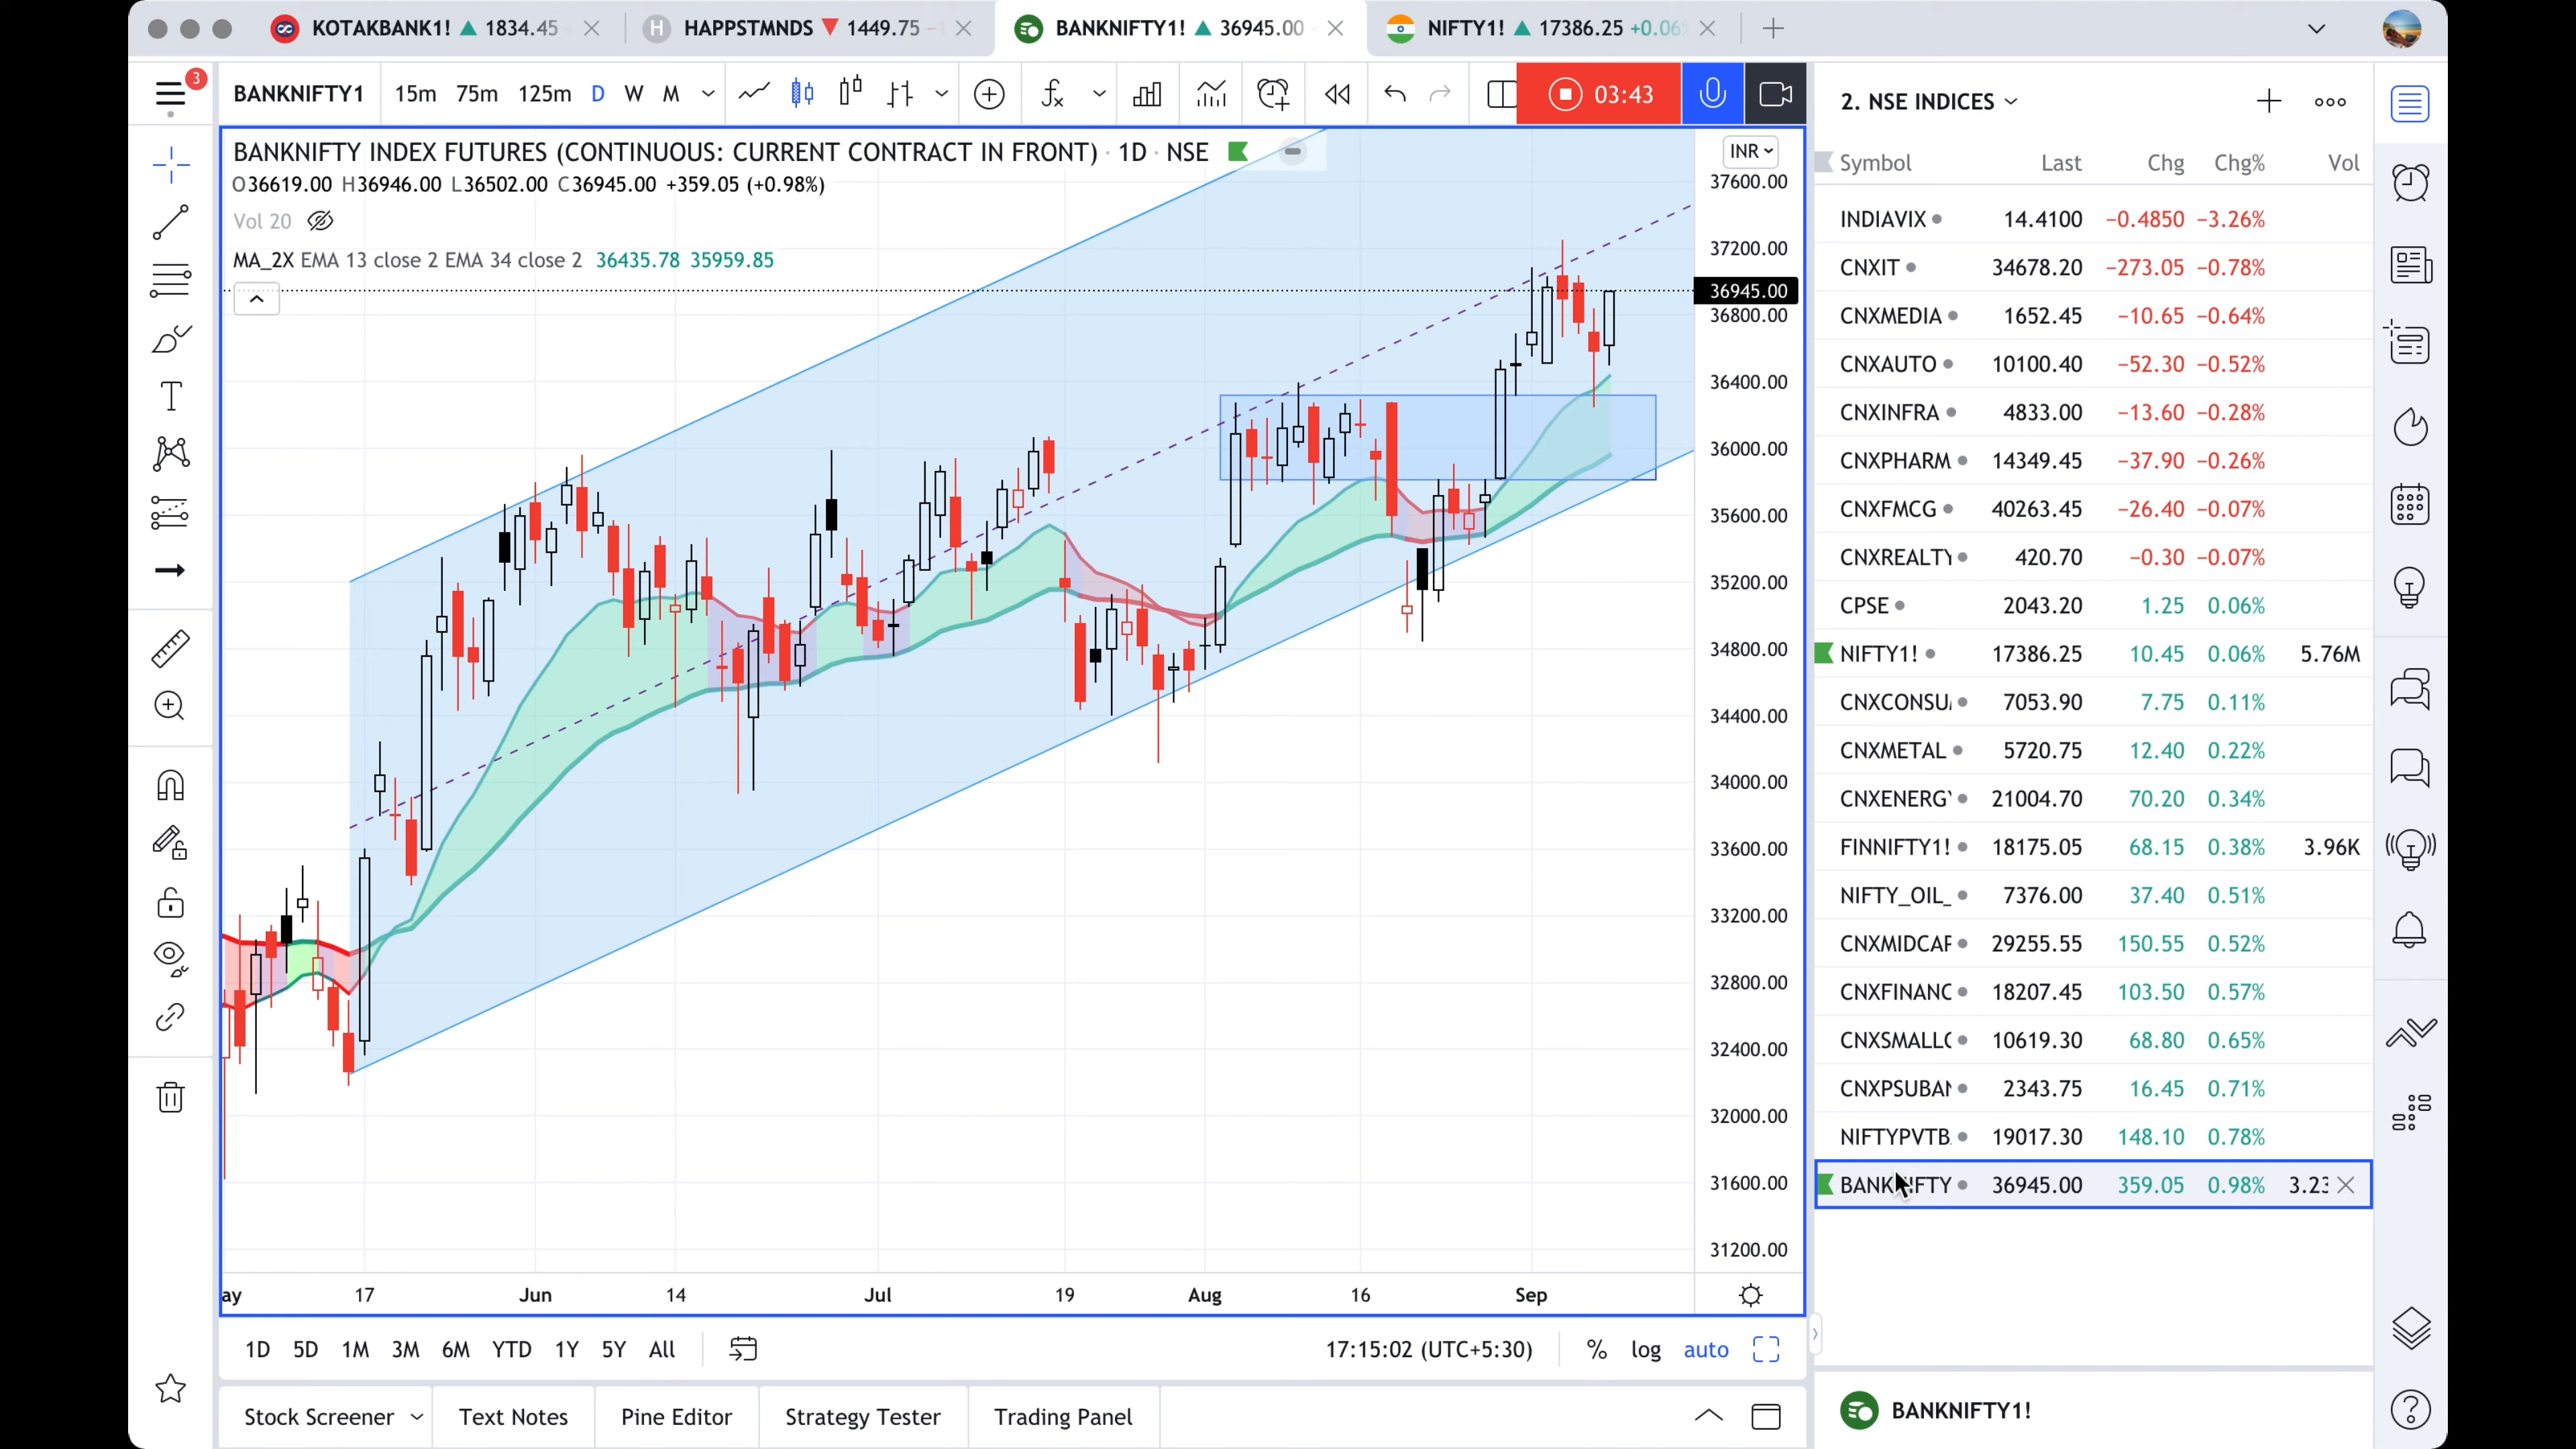 KOTAKBANK1! ▲ 1834.45
H HAPPSTMNDS ▼ 1449.75 −1
BANKNIFTY1! ▲ 36945.00
NIFTY1! ▲ 17386.25 +0.06
3
BANKNIFTY1 15m 75m 125m D W M
03:43
BANKNIFTY INDEX FUTURES (CONTINUOUS: CURRENT CONTRACT IN FRONT) · 1D · NSE
O36619.00 H36946.00 L36502.00 C36945.00 +359.05 (+0.98%)
Vol 20
MA_2X EMA 13 close 2 EMA 34 close 2 36435.78 35959.85
INR
37600.00
37200.00
36945.00
36800.00
36400.00
36000.00
35600.00
35200.00
34800.00
34400.00
34000.00
33600.00
33200.00
32800.00
32400.00
32000.00
31600.00
31200.00
ay 17 Jun 14 Jul 19 Aug 16 Sep
1D 5D 1M 3M 6M YTD 1Y 5Y All
17:15:02 (UTC+5:30) % log auto
Stock Screener Text Notes Pine Editor Strategy Tester Trading Panel
2. NSE INDICES
Symbol Last Chg Chg% Vol
INDIAVIX 14.4100 −0.4850 −3.26%
CNXIT 34678.20 −273.05 −0.78%
CNXMEDIA 1652.45 −10.65 −0.64%
CNXAUTO 10100.40 −52.30 −0.52%
CNXINFRA 4833.00 −13.60 −0.28%
CNXPHARM 14349.45 −37.90 −0.26%
CNXFMCG 40263.45 −26.40 −0.07%
CNXREALTY 420.70 −0.30 −0.07%
CPSE 2043.20 1.25 0.06%
NIFTY1! 17386.25 10.45 0.06% 5.76M
CNXCONSU 7053.90 7.75 0.11%
CNXMETAL 5720.75 12.40 0.22%
CNXENERG 21004.70 70.20 0.34%
FINNIFTY1! 18175.05 68.15 0.38% 3.96K
NIFTY_OIL_ 7376.00 37.40 0.51%
CNXMIDCAP 29255.55 150.55 0.52%
CNXFINANC 18207.45 103.50 0.57%
CNXSMALLC 10619.30 68.80 0.65%
CNXPSUBAN 2343.75 16.45 0.71%
NIFTYPVTB 19017.30 148.10 0.78%
BANKNIFTY 36945.00 359.05 0.98% 3.23
BANKNIFTY1!